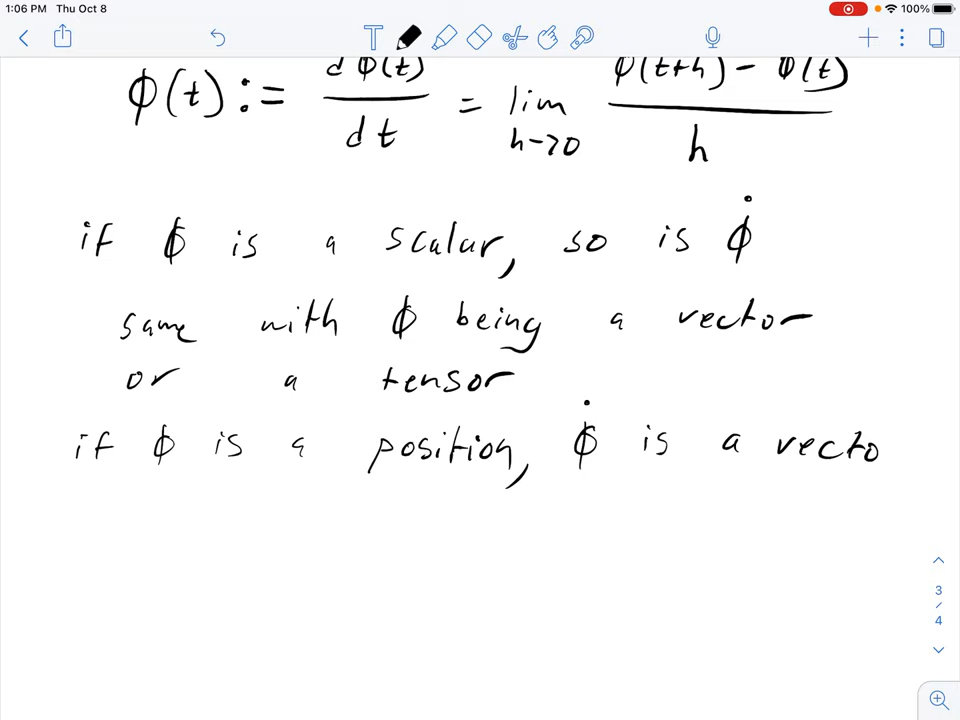 1:06 PM Thu Oct 8
100%
ϕ(t) := dϕ(t)/dt = lim h->0 ϕ(t+h) - ϕ(t)/h
if ϕ is a scalar, so is ϕ̇
same with ϕ being a vector
or a tensor
if ϕ is a position, ϕ̇ is a vecto
3
/
4